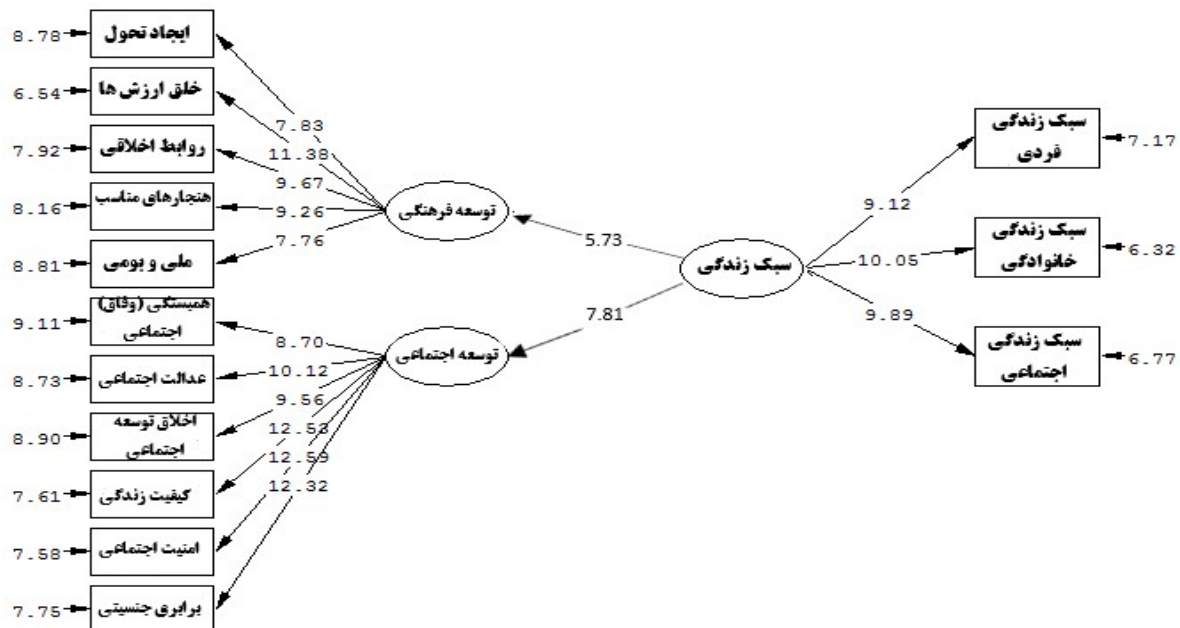 8.78
ایجاد تحول
6.54
خلق ارزش ها
7.92
روابط اخلاقی
8.16
هنجارهای مناسب
8.81
ملی و بومی
9.11
همبستگی (وفاق)
اجتماعی
8.73
عدالت اجتماعی
8.90
اخلاق توسعه
اجتماعی
7.61
کیفیت زندگی
7.58
امنیت اجتماعی
7.75
برابری جنسیتی
7.83
11.38
9.67
9.26
7.76
8.70
10.12
9.56
12.53
12.59
12.32
توسعه فرهنگی
توسعه اجتماعی
5.73
7.81
سبک زندگی
9.12
10.05
9.89
سبک زندگی
فردی
7.17
سبک زندگی
خانوادگی
6.32
سبک زندگی
اجتماعی
6.77